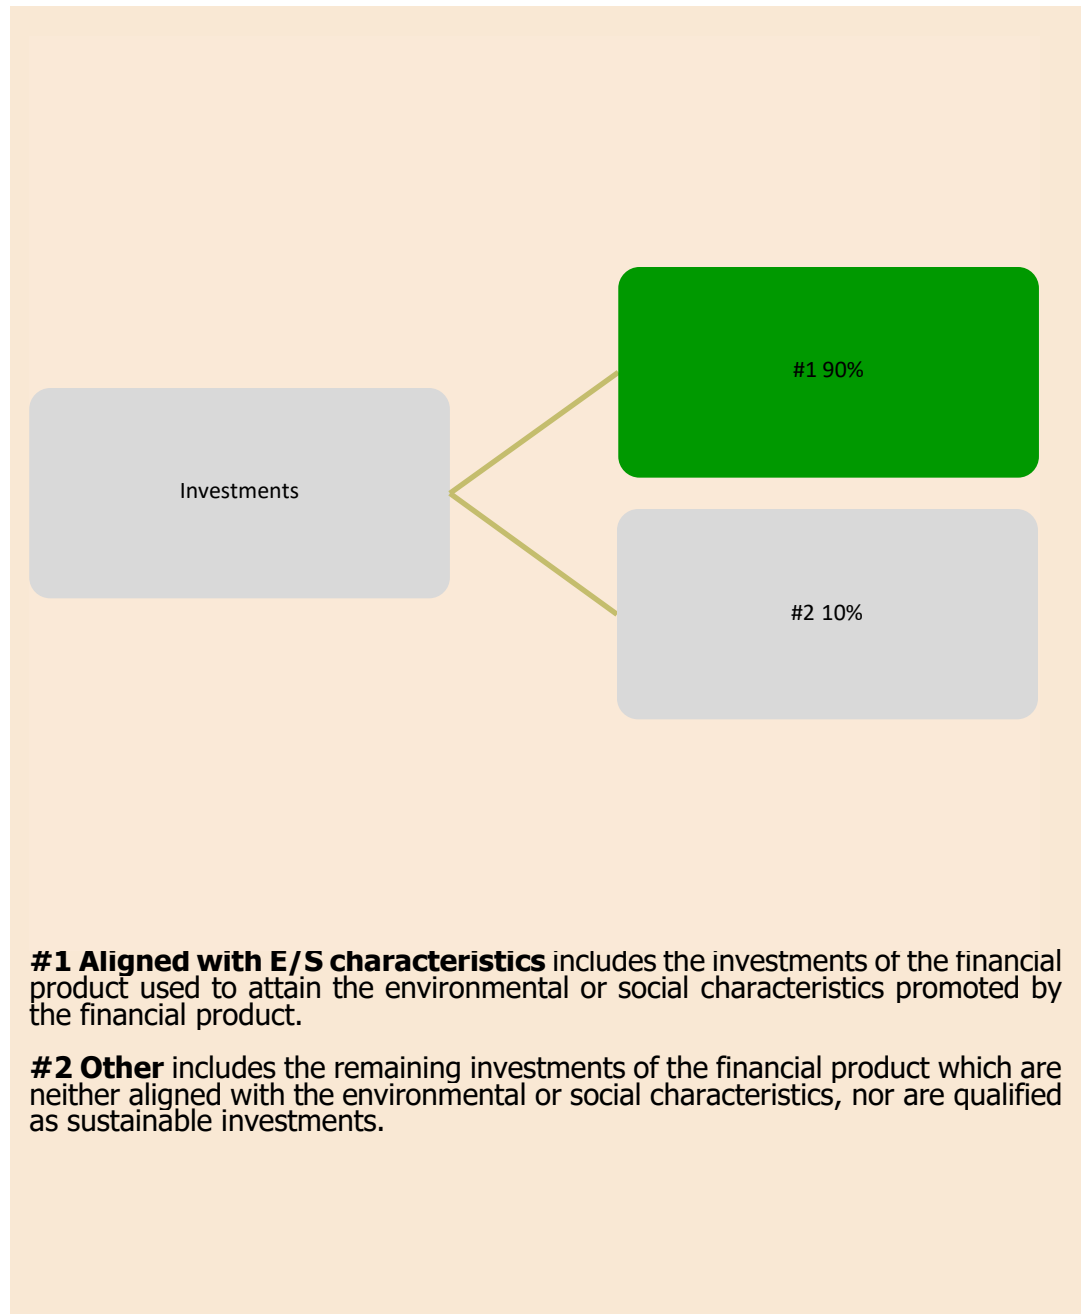 #1 90%
Investments
#2 10%
#1 Aligned with E/S characteristics includes the investments of the financial
product used to attain the environmental or social characteristics promoted by
the financial product.
#2 Other includes the remaining investments of the financial product which are
neither aligned with the environmental or social characteristics, nor are qualified
as sustainable investments.